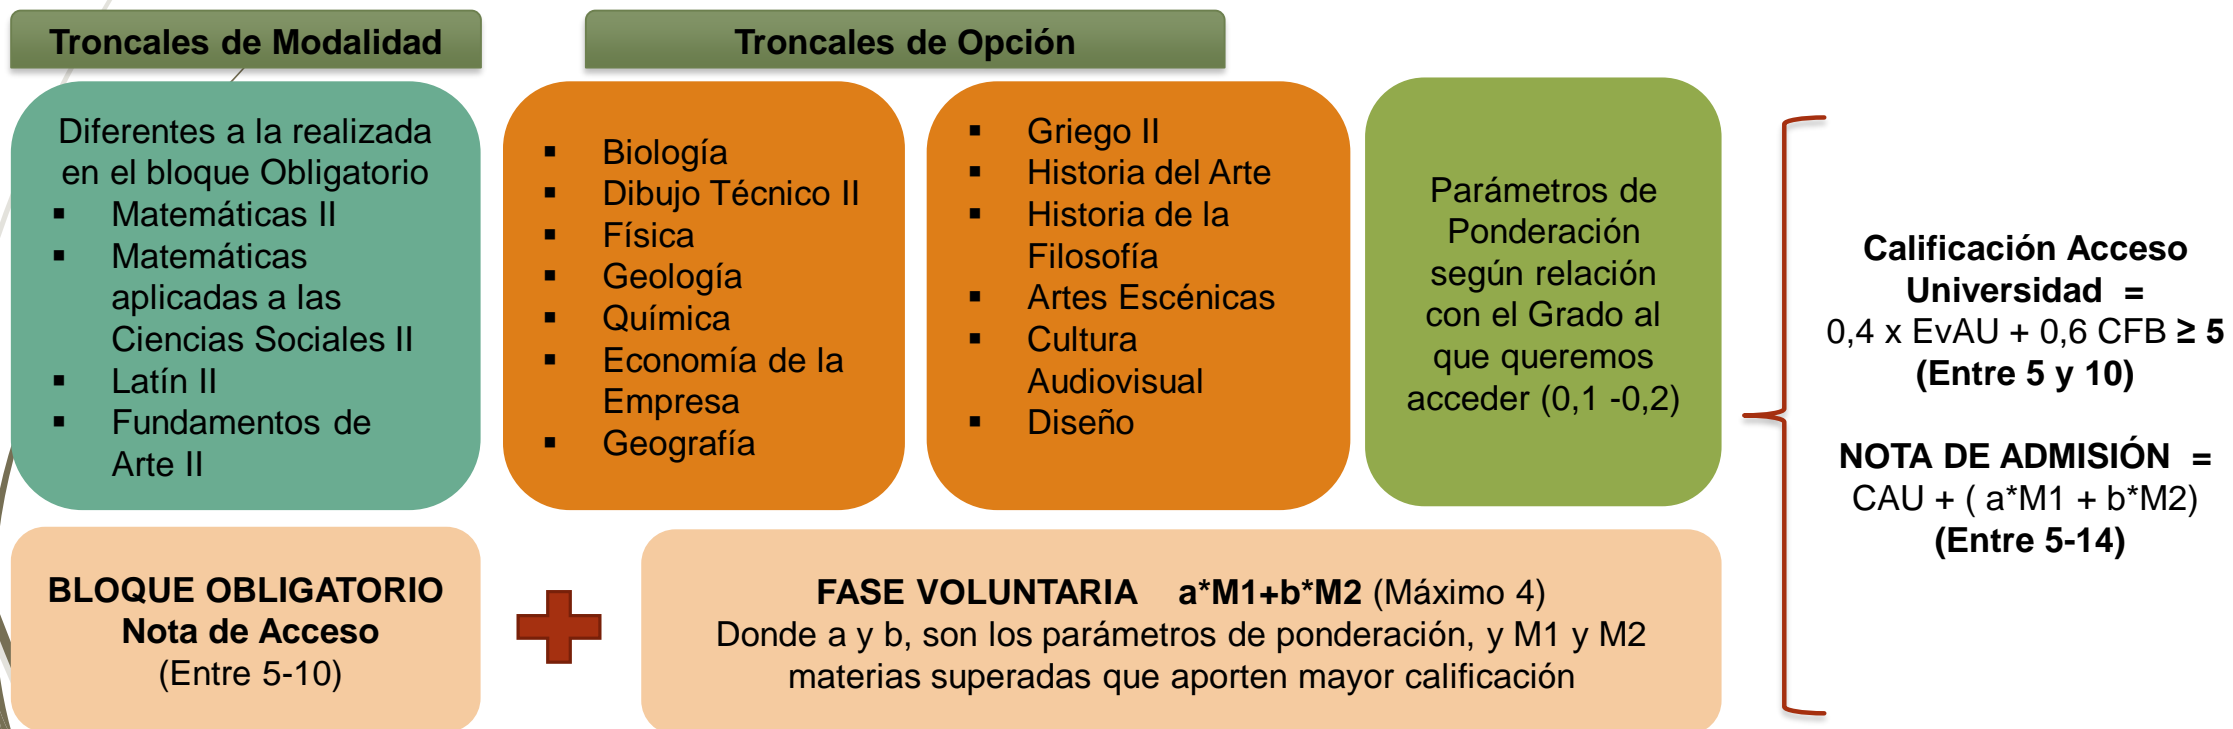 Troncales de Modalidad
Troncales de Opción
Diferentes a la realizada
en el bloque Obligatorio
▪ Matemáticas II
▪ Matemáticas
aplicadas a las
Ciencias Sociales II
▪ Latín II
▪ Fundamentos de
Arte II
▪ Biología
▪ Dibujo Técnico II
▪ Física
▪ Geología
▪ Química
▪ Economía de la
Empresa
▪ Geografía
▪ Griego II
▪ Historia del Arte
▪ Historia de la
Filosofía
▪ Artes Escénicas
▪ Cultura
Audiovisual
▪ Diseño
Parámetros de
Ponderación
según relación
con el Grado al
que queremos
acceder (0,1 -0,2)
Calificación Acceso
Universidad =
0,4 x EvAU + 0,6 CFB ≥ 5
(Entre 5 y 10)
NOTA DE ADMISIÓN =
CAU + ( a*M1 + b*M2)
(Entre 5-14)
BLOQUE OBLIGATORIO
Nota de Acceso
(Entre 5-10)
FASE VOLUNTARIA a*M1+b*M2 (Máximo 4)
Donde a y b, son los parámetros de ponderación, y M1 y M2
materias superadas que aporten mayor calificación